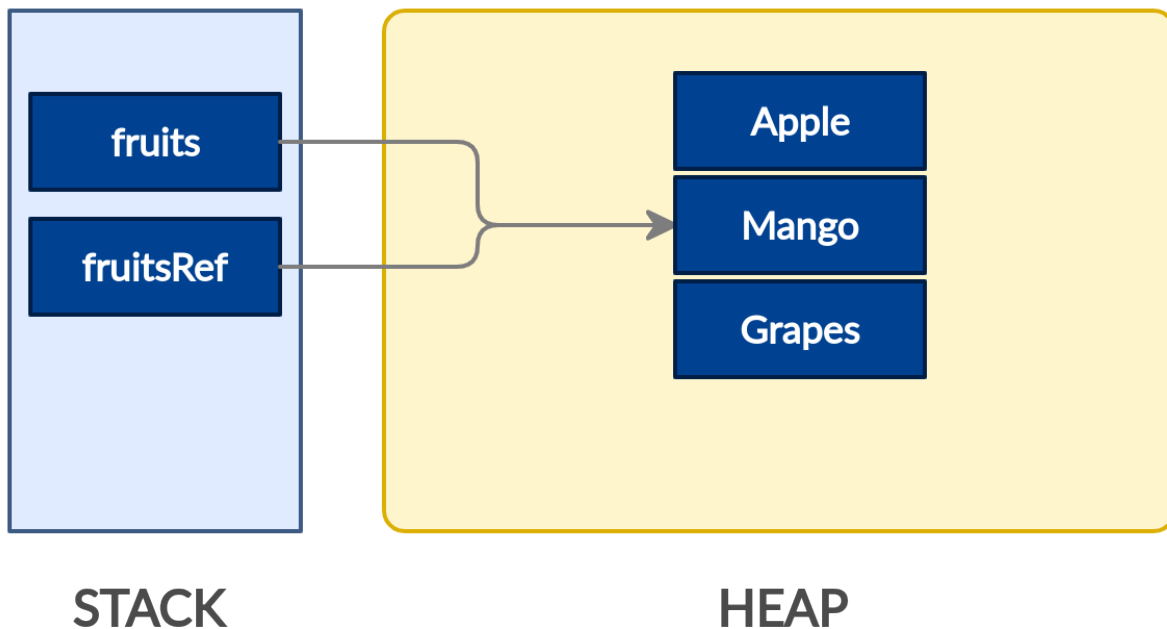 fruits
fruitsRef
Apple
Mango
Grapes
STACK
HEAP